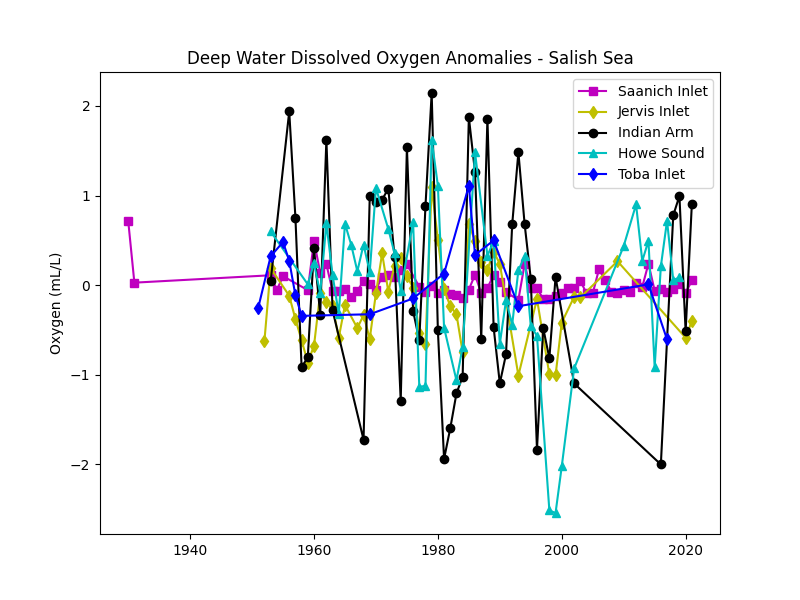 Deep Water Dissolved Oxygen Anomalies - Salish Sea
Saanich Inlet
Jervis Inlet
Indian Arm
Howe Sound
Toba Inlet
Oxygen (mL/L)
2
1
0
−1
−2
1940
1960
1980
2000
2020